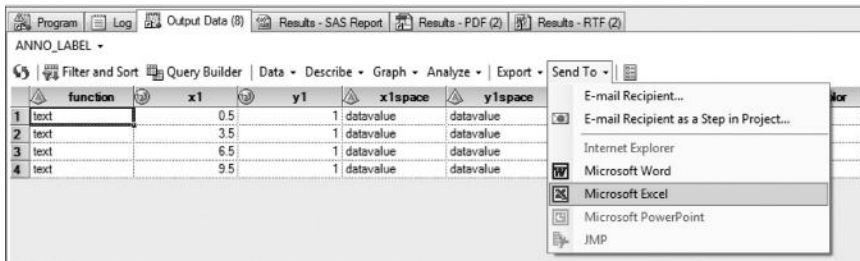 Program Log Output Data (8) Results - SAS Report Results - PDF (2) Results - RTF (2)
ANNO_LABEL
Filter and Sort Query Builder Data Describe Graph Analyze Export Send To
function x1 y1 x1space y1space lor
1 text 0.5 1 datavalue datavalue
2 text 3.5 1 datavalue datavalue
3 text 6.5 1 datavalue datavalue
4 text 9.5 1 datavalue datavalue
E-mail Recipient...
E-mail Recipient as a Step in Project...
Internet Explorer
Microsoft Word
Microsoft Excel
Microsoft PowerPoint
JMP